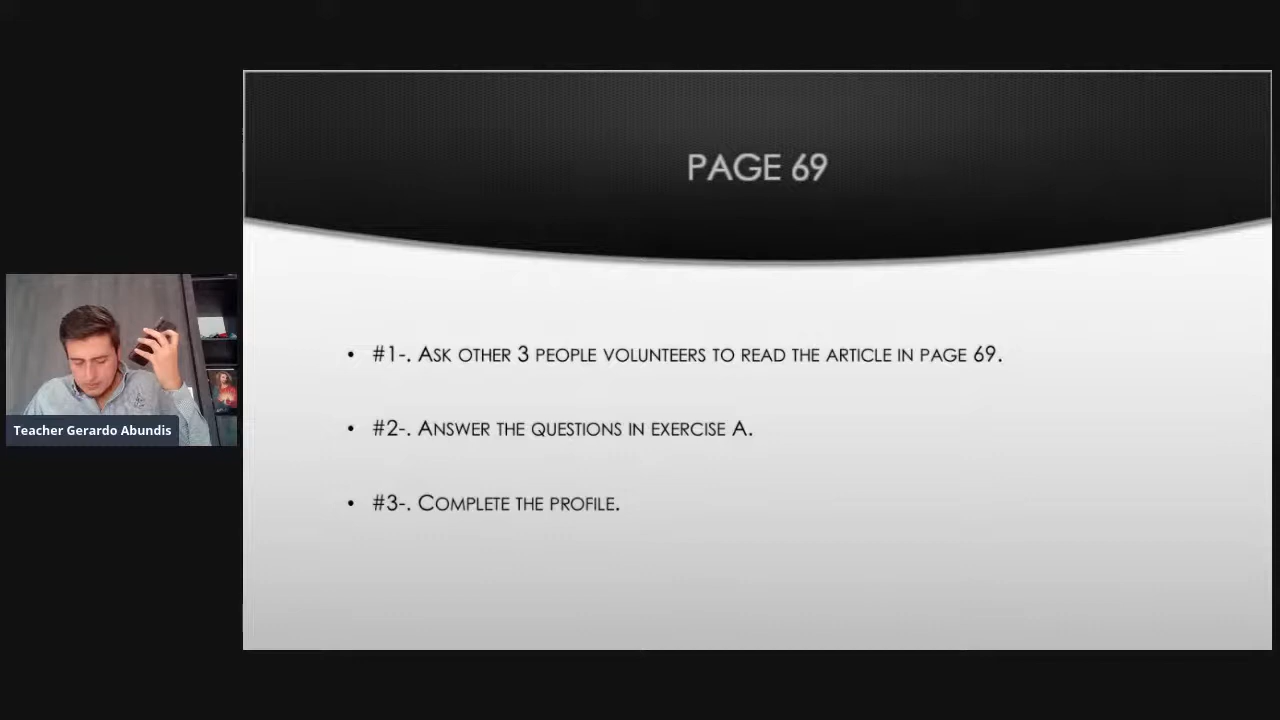 PAGE 69
• #1-. ASK OTHER 3 PEOPLE VOLUNTEERS TO READ THE ARTICLE IN PAGE 69.
• #2-. ANSWER THE QUESTIONS IN EXERCISE A.
• #3-. COMPLETE THE PROFILE.
Teacher Gerardo Abundis